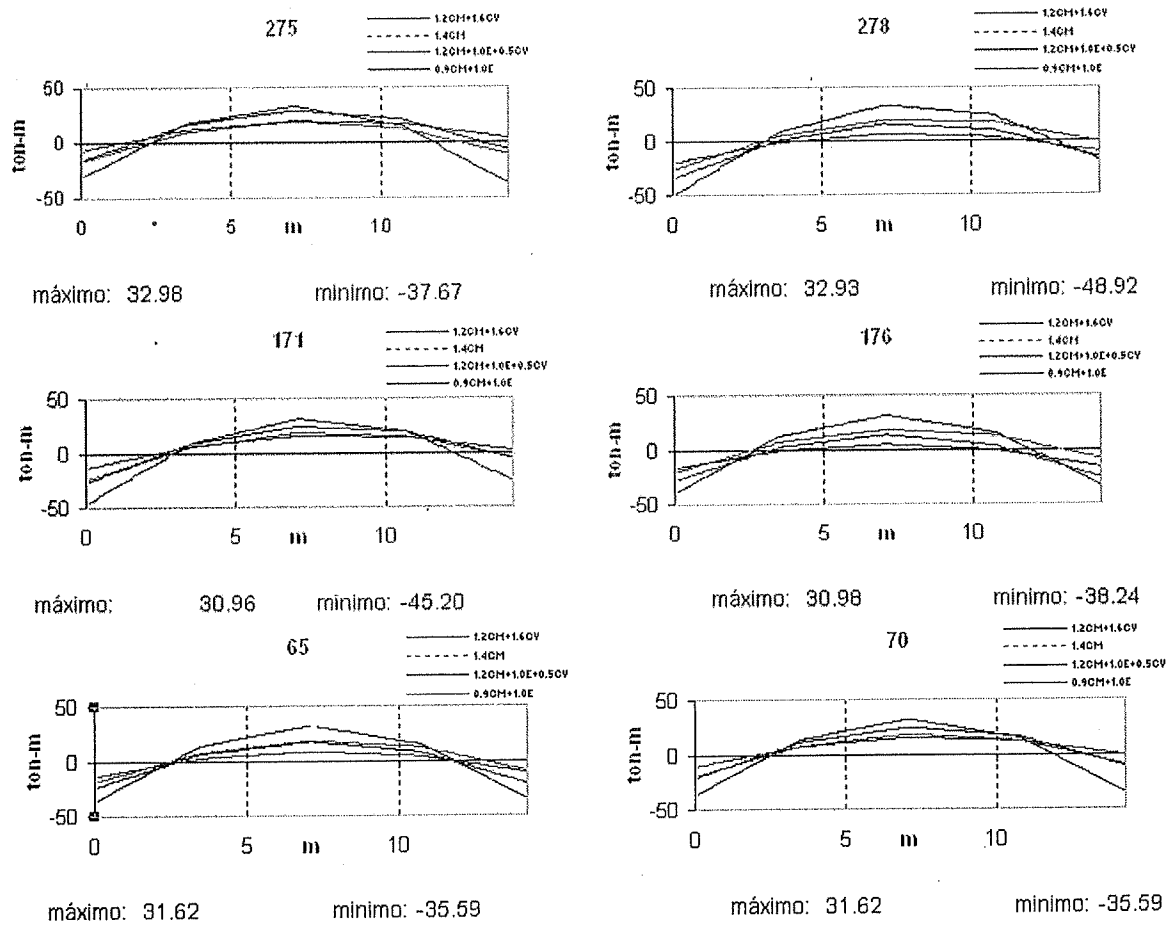 275
1.2CM+1.6CV
1.4CM
1.2CM+1.0E+0.5CV
0.9CM+1.0E
ton-m
50
0
-50
0
5
m
10
máximo: 32.98
minimo: -37.67
278
1.2CM+1.6CV
1.4CM
1.2CM+1.0E+0.5CV
0.9CM+1.0E
ton-m
50
0
-50
0
5
m
10
máximo: 32.93
minimo: -48.92
171
1.2CM+1.6CV
1.4CM
1.2CM+1.0E+0.5CV
0.9CM+1.0E
ton-m
50
0
-50
0
5
m
10
máximo: 30.96
minimo: -45.20
176
1.2CM+1.6CV
1.4CM
1.2CM+1.0E+0.5CV
0.9CM+1.0E
ton-m
50
0
-50
0
5
m
10
máximo: 30.98
minimo: -38.24
65
1.2CM+1.6CV
1.4CM
1.2CM+1.0E+0.5CV
0.9CM+1.0E
ton-m
50
0
-50
0
5
m
10
máximo: 31.62
minimo: -35.59
70
1.2CM+1.6CV
1.4CM
1.2CM+1.0E+0.5CV
0.9CM+1.0E
ton-m
50
0
-50
0
5
m
10
máximo: 31.62
minimo: -35.59